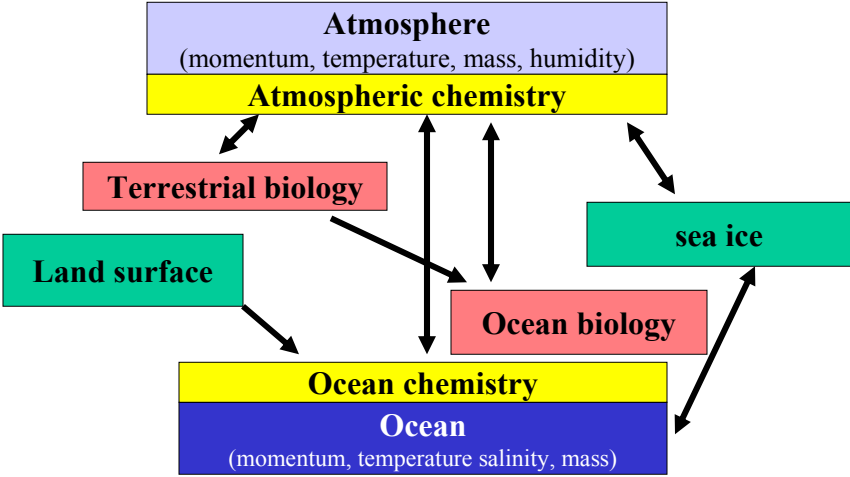 Atmosphere
(momentum, temperature, mass, humidity)
Atmospheric chemistry
Terrestrial biology
sea ice
Land surface
Ocean biology
Ocean chemistry
Ocean
(momentum, temperature salinity, mass)